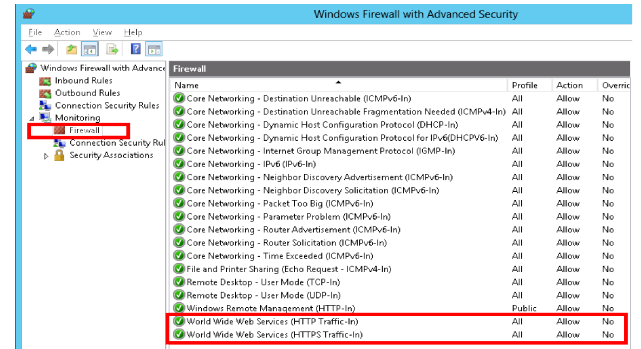 Windows Firewall with Advanced Security
File Action View Help
Windows Firewall with Advance
Inbound Rules
Outbound Rules
Connection Security Rules
Monitoring
Firewall
Connection Security Rul
Security Associations
Firewall
Name Profile Action Overric
Core Networking - Destination Unreachable (ICMPv6-In) All Allow No
Core Networking - Destination Unreachable Fragmentation Needed (ICMPv4-In) All Allow No
Core Networking - Dynamic Host Configuration Protocol (DHCP-In) All Allow No
Core Networking - Dynamic Host Configuration Protocol for IPv6(DHCPV6-In) All Allow No
Core Networking - Internet Group Management Protocol (IGMP-In) All Allow No
Core Networking - IPv6 (IPv6-In) All Allow No
Core Networking - Neighbor Discovery Advertisement (ICMPv6-In) All Allow No
Core Networking - Neighbor Discovery Solicitation (ICMPv6-In) All Allow No
Core Networking - Packet Too Big (ICMPv6-In) All Allow No
Core Networking - Parameter Problem (ICMPv6-In) All Allow No
Core Networking - Router Advertisement (ICMPv6-In) All Allow No
Core Networking - Router Solicitation (ICMPv6-In) All Allow No
Core Networking - Time Exceeded (ICMPv6-In) All Allow No
File and Printer Sharing (Echo Request - ICMPv4-In) All Allow No
Remote Desktop - User Mode (TCP-In) All Allow No
Remote Desktop - User Mode (UDP-In) All Allow No
Windows Remote Management (HTTP-In) Public Allow No
World Wide Web Services (HTTP Traffic-In) All Allow No
World Wide Web Services (HTTPS Traffic-In) All Allow No